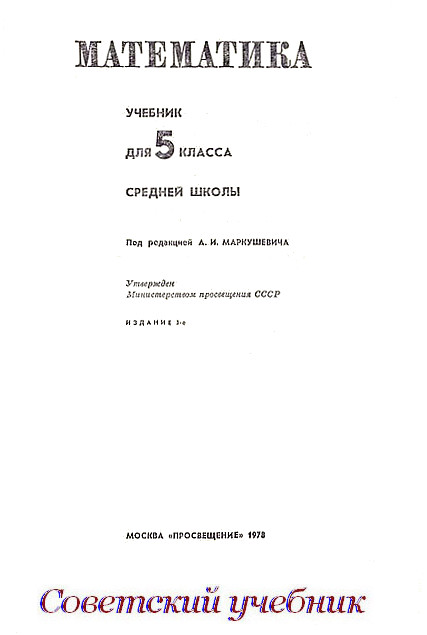 МАТЕМАТИКА
УЧЕБНИК
ДЛЯ 5 КЛАССА
СРЕДНЕЙ ШКОЛЫ
Под редакцией А. И. МАРКУШЕВИЧА
Утвержден
Министерством просвещения СССР
ИЗДАНИЕ 3-е
МОСКВА «ПРОСВЕЩЕНИЕ» 1978
Советский учебник